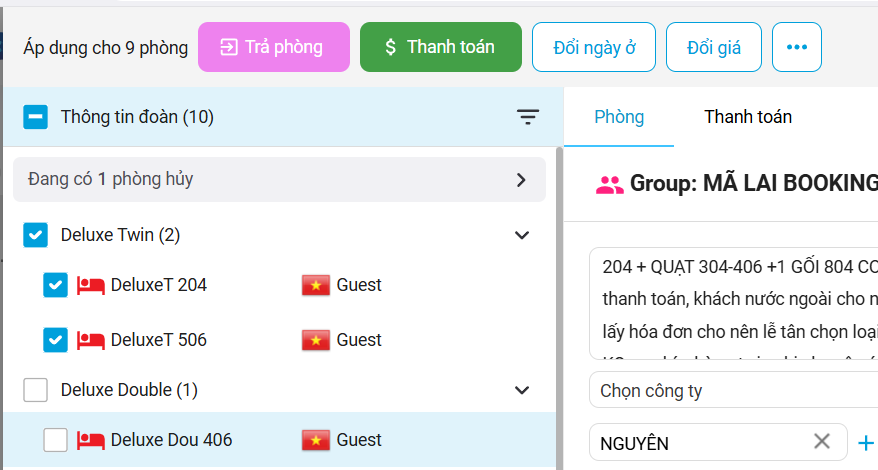 Áp dụng cho 9 phòng
Trả phòng
$ Thanh toán
Đổi ngày ở
Đổi giá
Thông tin đoàn (10)
Đang có 1 phòng hủy
Deluxe Twin (2)
DeluxeT 204 Guest
DeluxeT 506 Guest
Deluxe Double (1)
Deluxe Dou 406 Guest
Phòng
Thanh toán
Group: MÃ LAI BOOKING
204 + QUẠT 304-406 +1 GỐI 804 CO
thanh toán, khách nước ngoài cho n
lấy hóa đơn cho nên lễ tân chọn loại
Chọn công ty
NGUYÊN